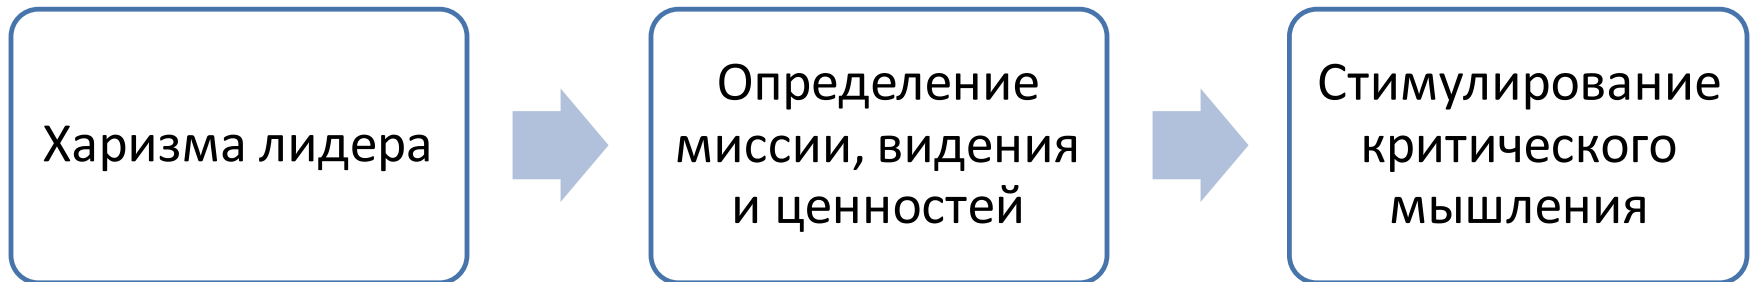 Харизма лидера
Определение
миссии, видения
и ценностей
Стимулирование
критического
мышления